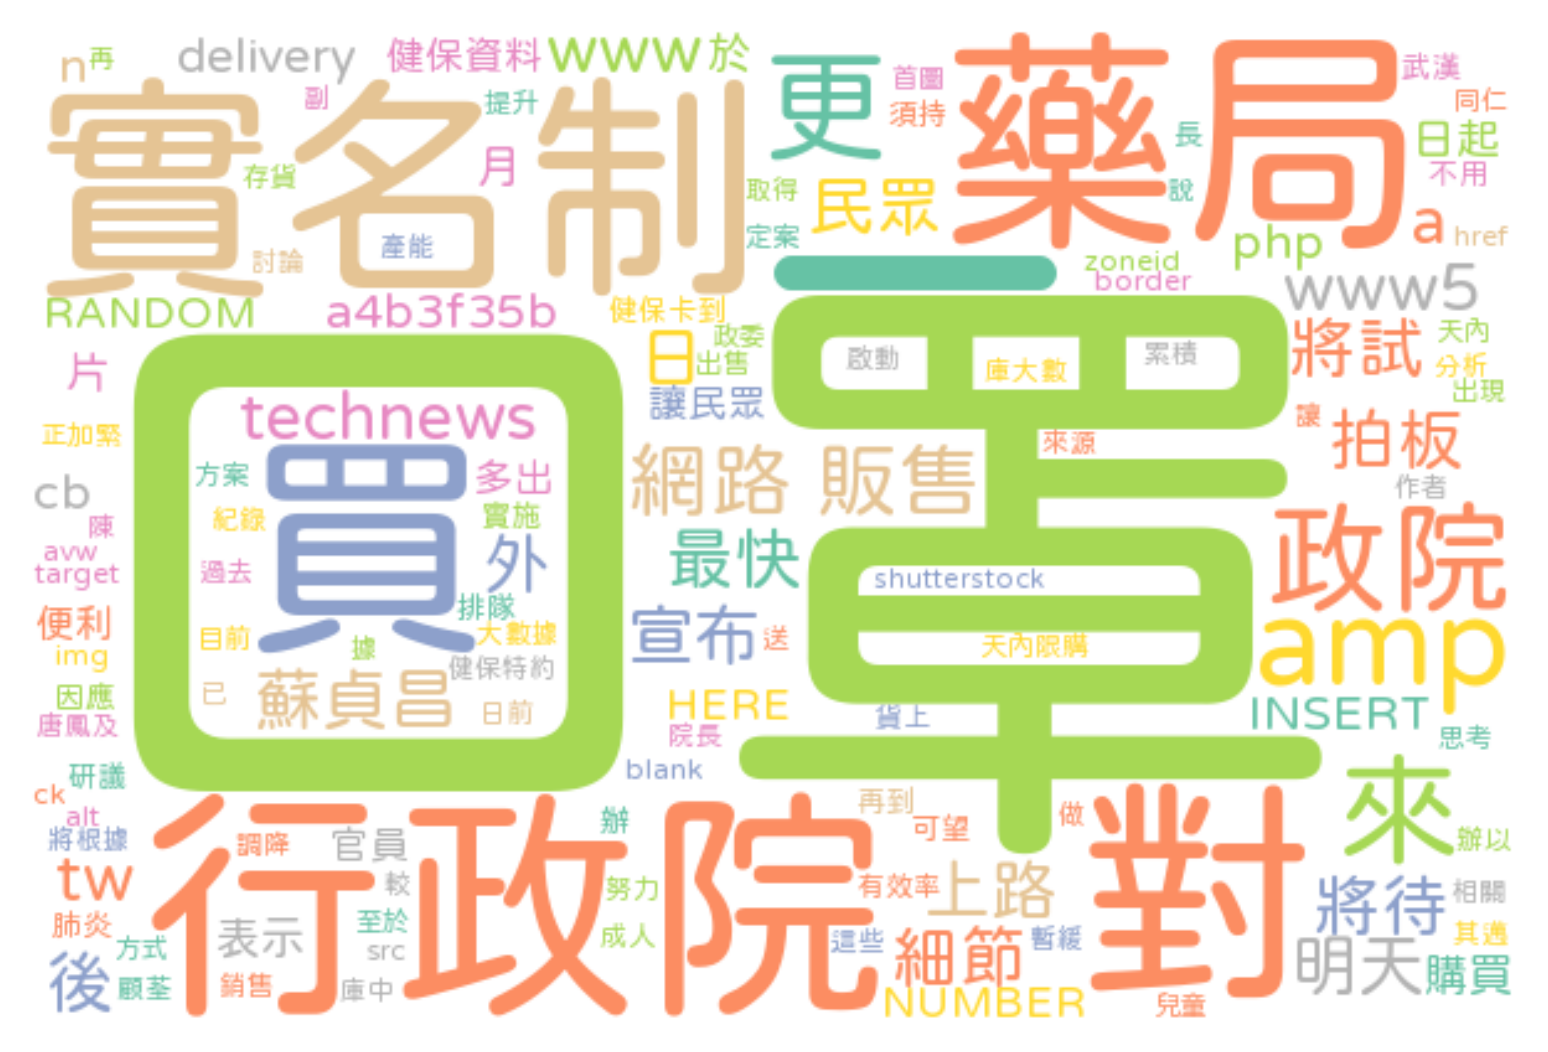 n 再 delivery 健保資料 www 於 更 藥局 武漢
實名制 副 提升 首圖 同仁
月 須持 長 日起
存貨 取得 民眾 說 不用
討論 產能 定案 php a href
RANDOM a4b3f35b 健保卡到 一 zoneid border www5
口罩
片 日 政委 出售 啟動 庫大數 累積 將試 天內
technews 讓民眾 分析 出現
正加緊 買 來源 讓 拍板
方案 多出 網路 販售 作者
cb 紀錄 實施
陳 外 最快 政院
avw target 過去 shutterstock
便利 排隊 宣布 送 天內限購 amp
img 目前 據 大數據
因應 已 蘇貞昌 健保特約 HERE INSERT
唐鳳及 日前 院長 貨上 思考
研議 blank
ck alt 行政院 對 來
將根據 調降 官員 辦 再到 可望 做 辦以
tw 較 努力 有效率 上路 將待 相關
肺炎 表示 至於 成人 這些 細節 暫緩 其邁
方式 src 明天 購買
後 顧荃 銷售 庫中 NUMBER 兒童